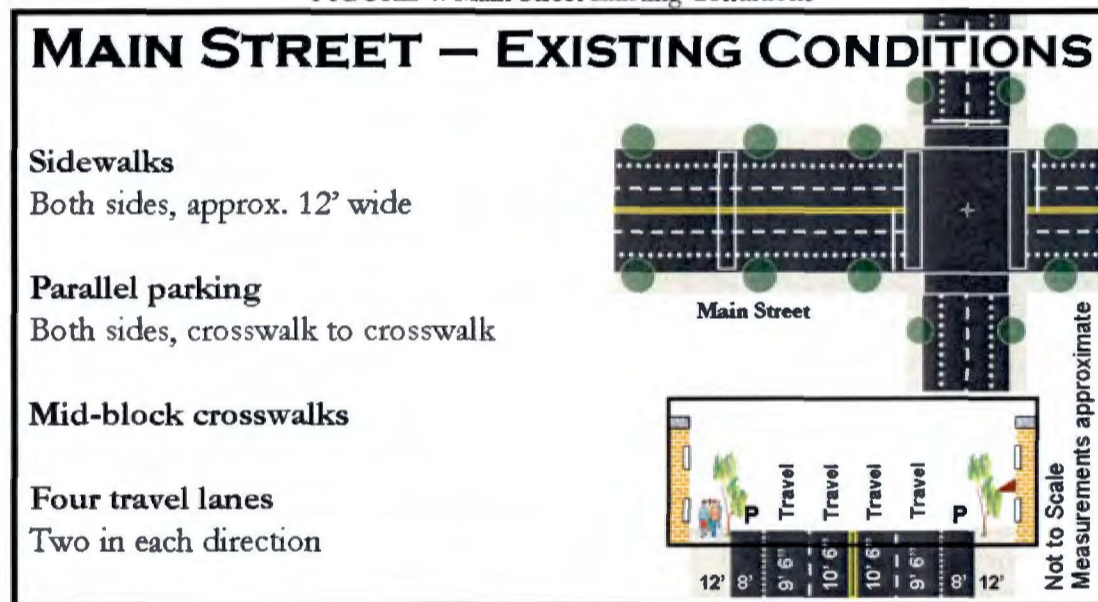 MAIN STREET – EXISTING CONDITIONS
Sidewalks
Both sides, approx. 12' wide
Parallel parking
Both sides, crosswalk to crosswalk
Mid-block crosswalks
Four travel lanes
Two in each direction
Main Street
P Travel Travel Travel Travel P
12' 8' 9' 6" 10' 6" 10' 6" 9' 6" 8' 12'
Not to Scale
Measurements approximate